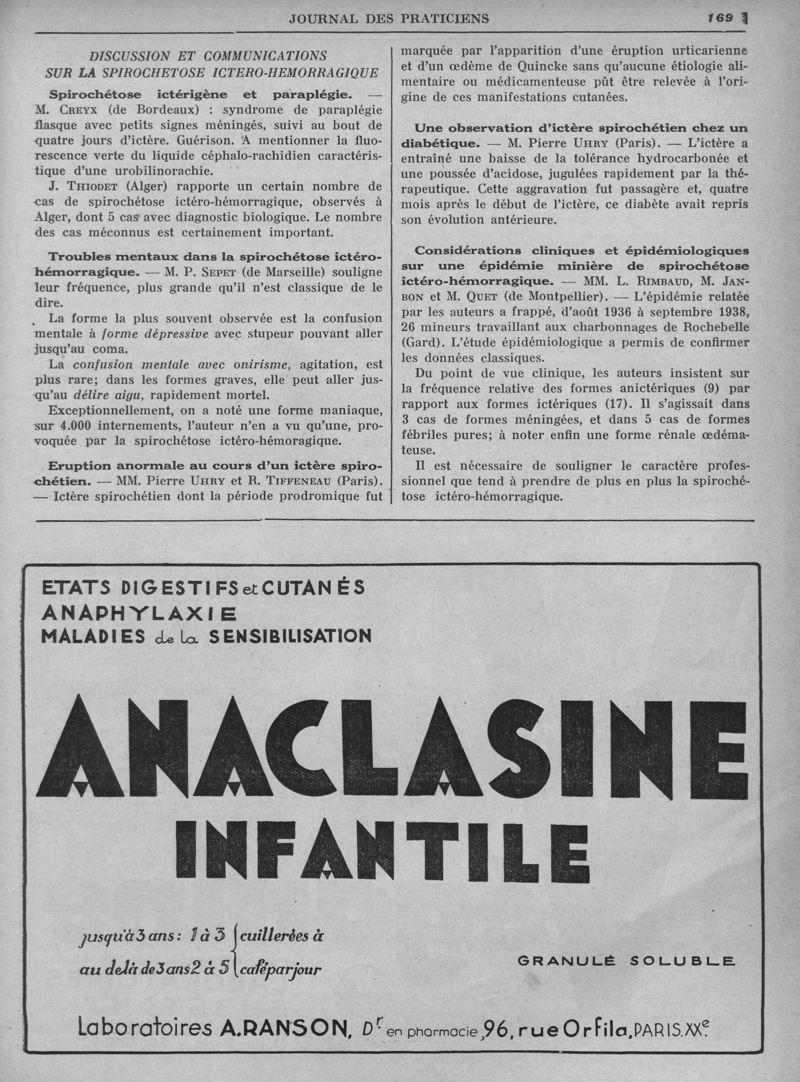 JOURNAL DES PRATICIENS
169
DISCUSSION ET COMMUNICATIONS
SUR LA SPIROCHETOSE ICTERO-HEMORRAGIQUE
Spirochétose ictérigène et paraplégie. —
M. CREYX (de Bordeaux) : syndrome de paraplégie
flasque avec petits signes méningés, suivi au bout de
quatre jours d'ictère. Guérison. A mentionner la fluo-
rescence verte du liquide céphalo-rachidien caractéris-
tique d'une urobilinorachie.
J. THIODET (Alger) rapporte un certain nombre de
cas de spirochétose ictéro-hémorragique, observés à
Alger, dont 5 cas avec diagnostic biologique. Le nombre
des cas méconnus est certainement important.
Troubles mentaux dans la spirochétose ictéro-
hémorragique. — M. P. SEPET (de Marseille) souligne
leur fréquence, plus grande qu'il n'est classique de le
dire.
La forme la plus souvent observée est la confusion
mentale à forme dépressive avec stupeur pouvant aller
jusqu'au coma.
La confusion mentale avec onirisme, agitation, est
plus rare; dans les formes graves, elle peut aller jus-
qu'au délire aigu, rapidement mortel.
Exceptionnellement, on a noté une forme maniaque,
sur 4.000 internements, l'auteur n'en a vu qu'une, pro-
voquée par la spirochétose ictéro-hémoragique.
Eruption anormale au cours d'un ictère spiro-
chétien. — MM. Pierre UHRY et R. TIFFENEAU (Paris).
— Ictère spirochétien dont la période prodromique fut
marquée par l'apparition d'une éruption urticarienne
et d'un œdème de Quincke sans qu'aucune étiologie ali-
mentaire ou médicamenteuse pût être relevée à l'ori-
gine de ces manifestations cutanées.
Une observation d'ictère spirochétien chez un
diabétique. — M. Pierre UHRY (Paris). — L'ictère a
entraîné une baisse de la tolérance hydrocarbonée et
une poussée d'acidose, jugulées rapidement par la thé-
rapeutique. Cette aggravation fut passagère et, quatre
mois après le début de l'ictère, ce diabète avait repris
son évolution antérieure.
Considérations cliniques et épidémiologiques
sur une épidémie minière de spirochétose
ictéro-hémorragique. — MM. L. RIMBAUD, M. JAN-
BON et M. QUET (de Montpellier). — L'épidémie relatée
par les auteurs a frappé, d'août 1936 à septembre 1938,
26 mineurs travaillant aux charbonnages de Rochebelle
(Gard). L'étude épidémiologique a permis de confirmer
les données classiques.
Du point de vue clinique, les auteurs insistent sur
la fréquence relative des formes anictériques (9) par
rapport aux formes ictériques (17). Il s'agissait dans
3 cas de formes méningées, et dans 5 cas de formes
fébriles pures; à noter enfin une forme rénale œdéma-
teuse.
Il est nécessaire de souligner le caractère profes-
sionnel que tend à prendre de plus en plus la spiroché-
tose ictéro-hémorragique.
ETATS DIGESTIFS et CUTANÉS
ANAPHYLAXIE
MALADIES de la SENSIBILISATION
ANACLASINE
INFANTILE
jusqu'à 3 ans: 1 à 3 cuillerées à
au delà de 3 ans 2 à 5 café par jour
GRANULÉ SOLUBLE
Laboratoires A.RANSON, Dr en pharmacie, 96, rue Orfila, PARIS.XXe.